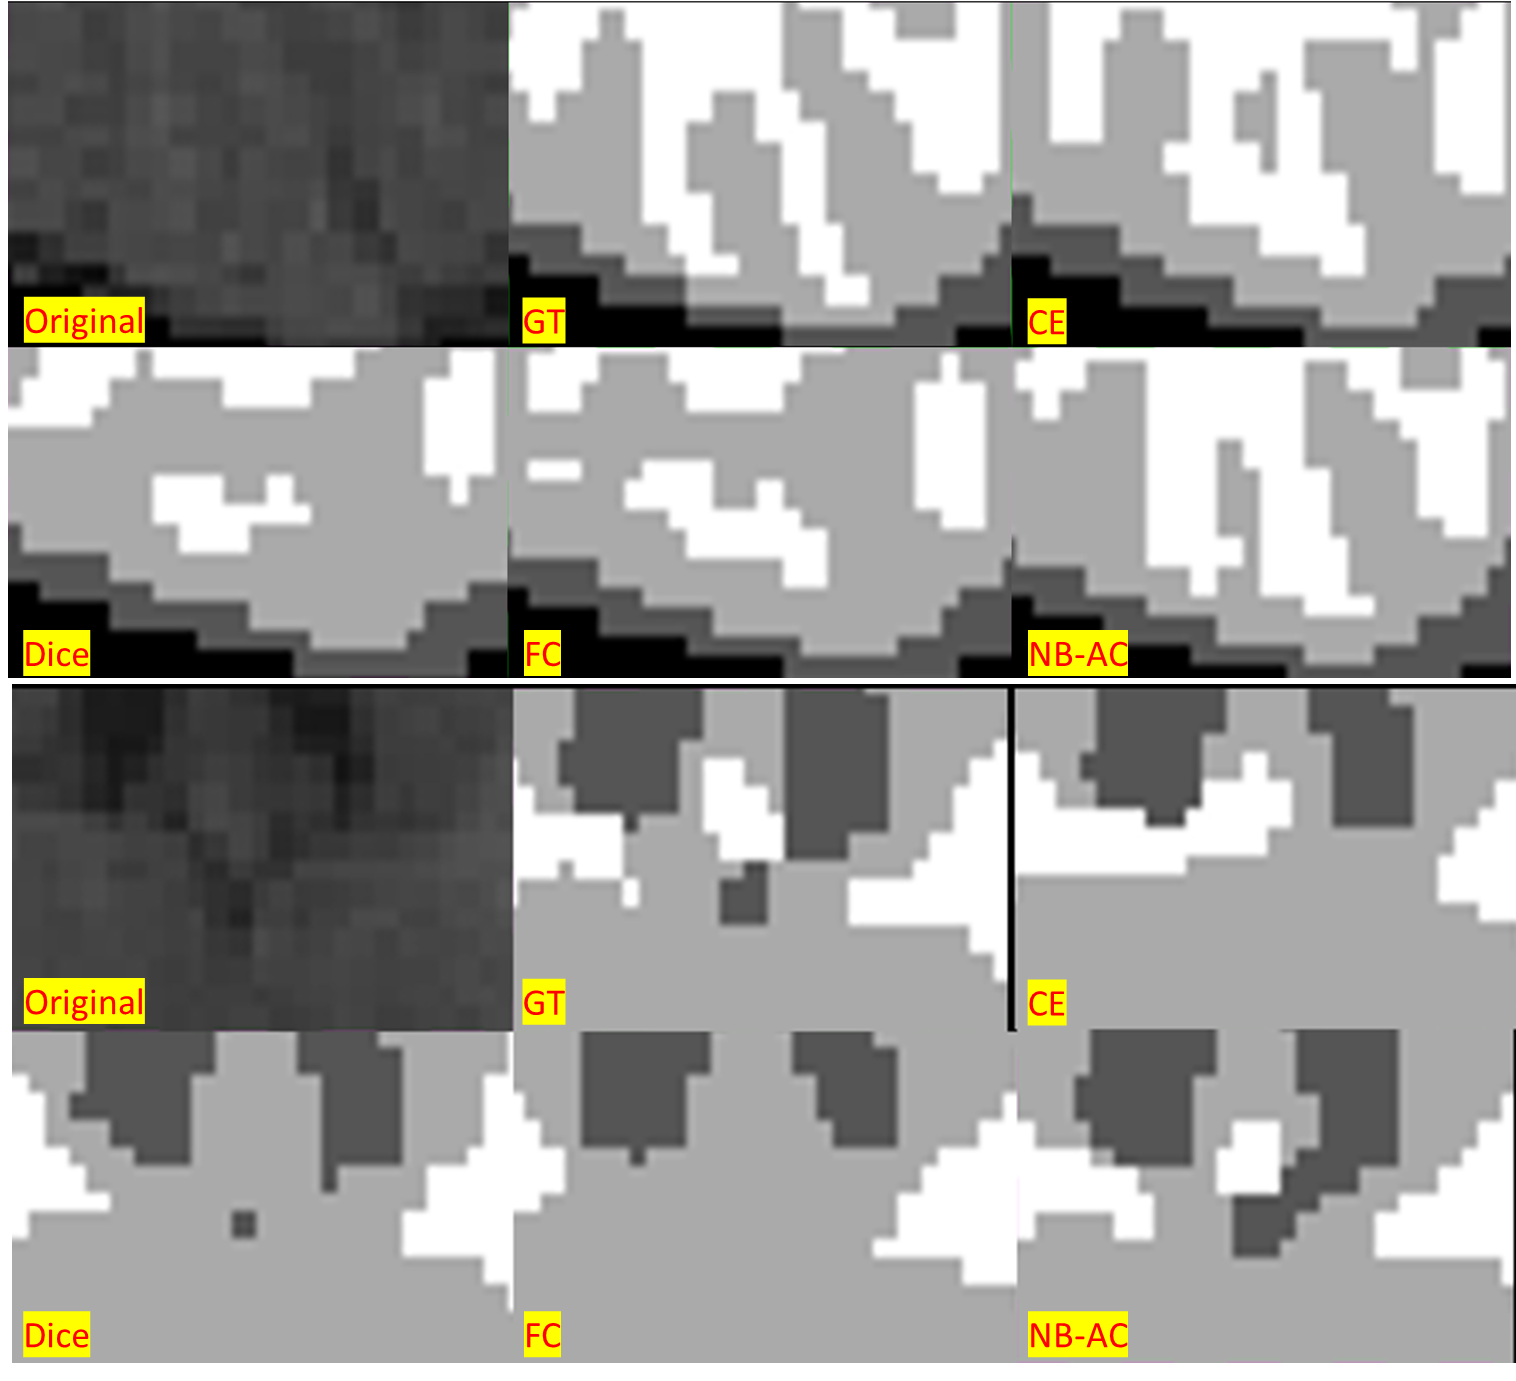 Original
GT
CE
Dice
FC
NB-AC
Original
GT
CE
Dice
FC
NB-AC